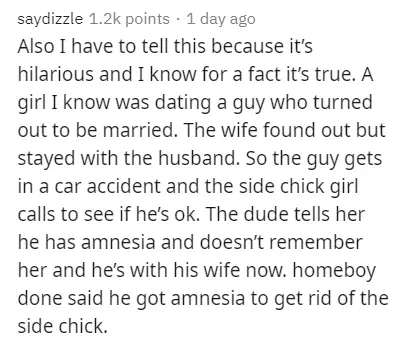 saydizzle 1.2k points · 1 day ago
Also I have to tell this because it’s
hilarious and I know for a fact it’s true. A
girl I know was dating a guy who turned
out to be married. The wife found out but
stayed with the husband. So the guy gets
in a car accident and the side chick girl
calls to see if he’s ok. The dude tells her
he has amnesia and doesn’t remember
her and he’s with his wife now. homeboy
done said he got amnesia to get rid of the
side chick.